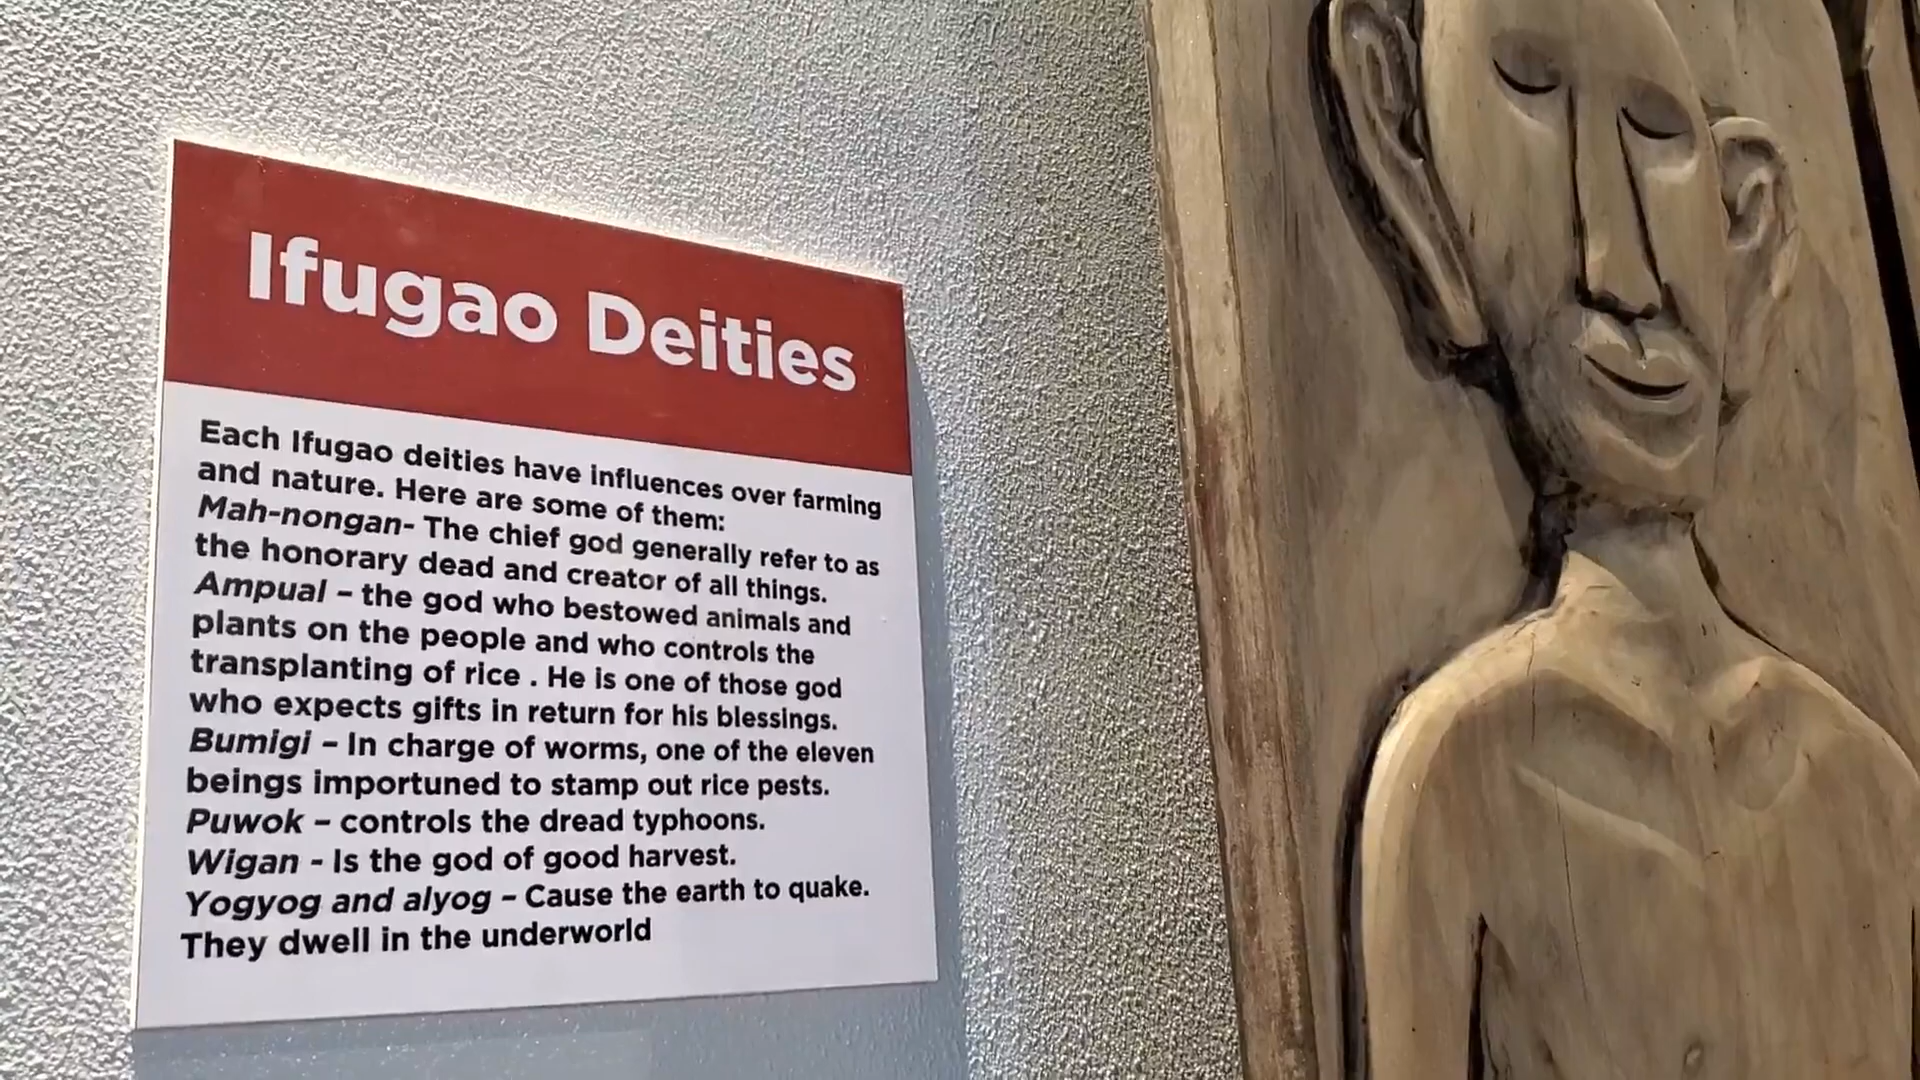 Ifugao Deities
Each Ifugao deities have influences over farming
and nature. Here are some of them:
Mah-nongan- The chief god generally refer to as
the honorary dead and creator of all things.
Ampual – the god who bestowed animals and
plants on the people and who controls the
transplanting of rice . He is one of those god
who expects gifts in return for his blessings.
Bumigi – In charge of worms, one of the eleven
beings importuned to stamp out rice pests.
Puwok – controls the dread typhoons.
Wigan - Is the god of good harvest.
Yogyog and alyog – Cause the earth to quake.
They dwell in the underworld